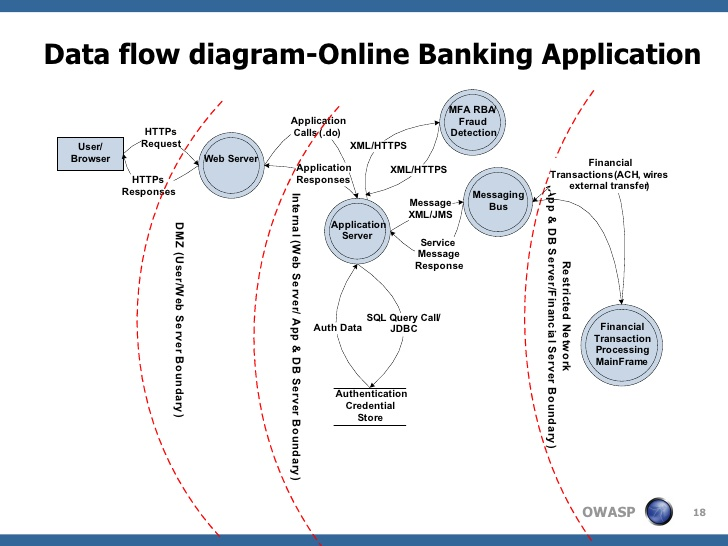 Data flow diagram-Online Banking Application
User/
Browser
HTTPs
Request
HTTPs
Responses
Web Server
Application
Calls (.do)
Application
Responses
XML/HTTPS
XML/HTTPS
MFA RBA/
Fraud
Detection
Application
Server
Message
XML/JMS
Service
Message
Response
Messaging
Bus
Financial
Transactions(ACH, wires
external transfer)
Financial
Transaction
Processing
MainFrame
Auth Data
SQL Query Call/
JDBC
Authentication
Credential
Store
DMZ (User/Web Server Boundary)
Internal (Web Server/ App & DB Server Boundary)
Restricted Network
(App & DB Server/Financial Server Boundary)
OWASP
18